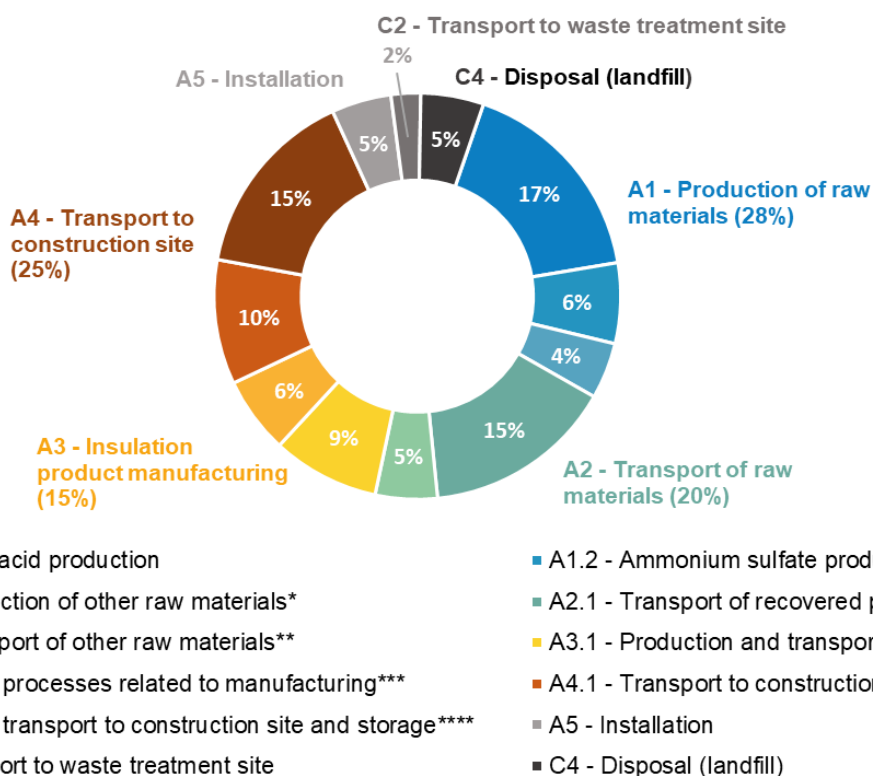 C2 - Transport to waste treatment site
2%
A5 - Installation
C4 - Disposal (landfill)
5%
5%
17%
15%
A1 - Production of raw
materials (28%)
A4 - Transport to
construction site
(25%)
6%
10%
4%
6%
15%
9%
5%
A3 - Insulation
product manufacturing
(15%)
A2 - Transport of raw
materials (20%)
acid production
A1.2 - Ammonium sulfate prod
ction of other raw materials*
A2.1 - Transport of recovered p
port of other raw materials**
A3.1 - Production and transpor
processes related to manufacturing***
A4.1 - Transport to construction
transport to construction site and storage****
A5 - Installation
ort to waste treatment site
C4 - Disposal (landfill)